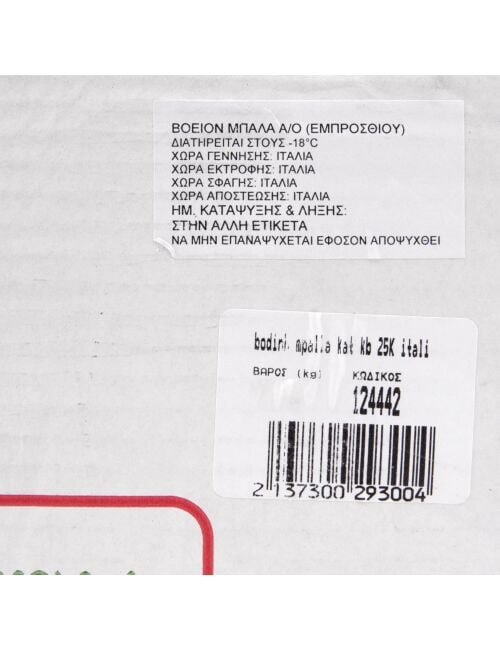 ΒΟΕΙΟΝ ΜΠΑΛΑ Α/Ο (ΕΜΠΡΟΣΘΙΟΥ)
ΔΙΑΤΗΡΕΙΤΑΙ ΣΤΟΥΣ -18°C
ΧΩΡΑ ΓΕΝΝΗΣΗΣ: ΙΤΑΛΙΑ
ΧΩΡΑ ΕΚΤΡΟΦΗΣ: ΙΤΑΛΙΑ
ΧΩΡΑ ΣΦΑΓΗΣ: ΙΤΑΛΙΑ
ΧΩΡΑ ΑΠΟΣΤΕΩΣΗΣ: ΙΤΑΛΙΑ
ΗΜ. ΚΑΤΑΨΥΞΗΣ & ΛΗΞΗΣ:
ΣΤΗΝ ΑΛΛΗ ΕΤΙΚΕΤΑ
ΝΑ ΜΗΝ ΕΠΑΝΑΨΥΧΕΤΑΙ ΕΦΟΣΟΝ ΑΠΟΨΥΧΘΕΙ
mpalla kat kb 25K itali
ΒΑΡΟΣ (kg) ΚΩΔΙΚΟΣ
124442
2 137300 293004